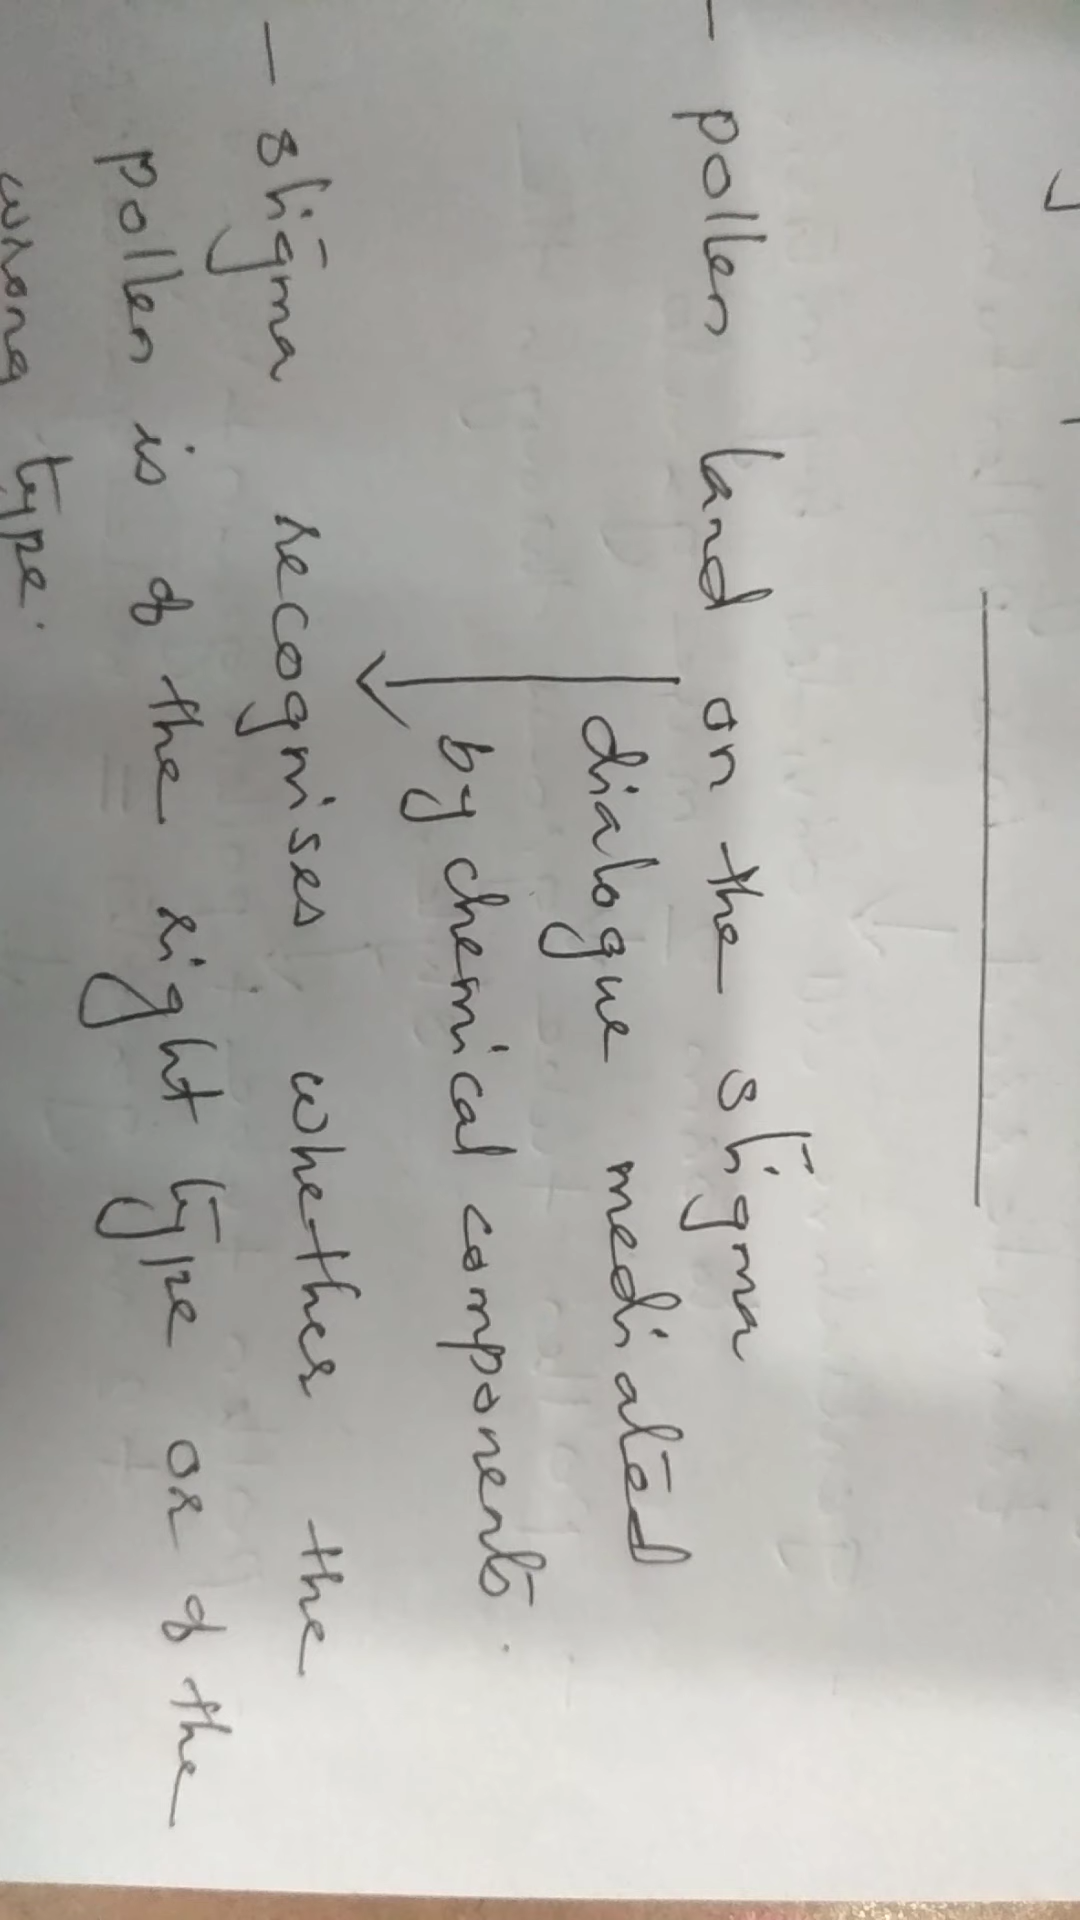 - pollen land on the stigma
dialogue mediated
by chemical components.
- stigma recognises whether the
pollen is of the right type or of the
wrong type.